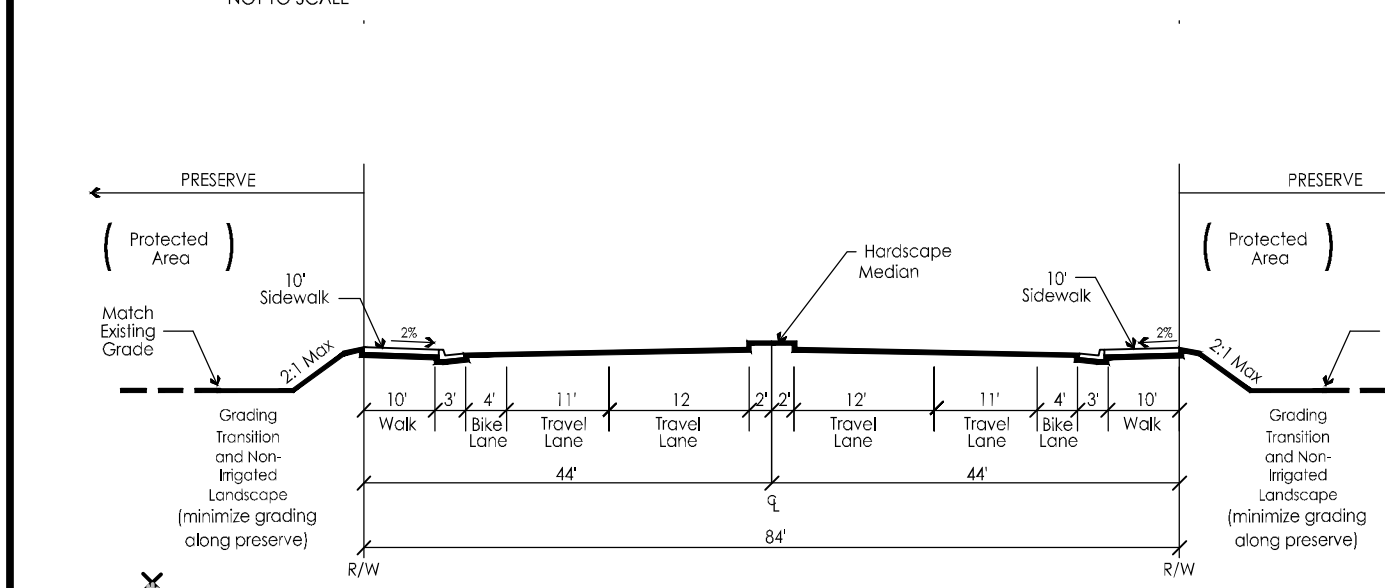 NOT TO SCALE
PRESERVE
PRESERVE
( Protected
Area )
( Protected
Area )
Hardscape
Median
10'
Sidewalk
10'
Sidewalk
Match
Existing
Grade
2%
2%
2:1 Max
2:1 Max
10' 3' 4' 11' 12 2' 2' 12' 11' 4' 3' 10'
Walk Bike Travel Travel Travel Travel Bike Walk
Lane Lane Lane Lane Lane Lane
Grading
Transition
and Non-
Irrigated
Landscape
(minimize grading
along preserve)
Grading
Transition
and Non-
Irrigated
Landscape
(minimize grading
along preserve)
44' 44'
℄
84'
R/W R/W